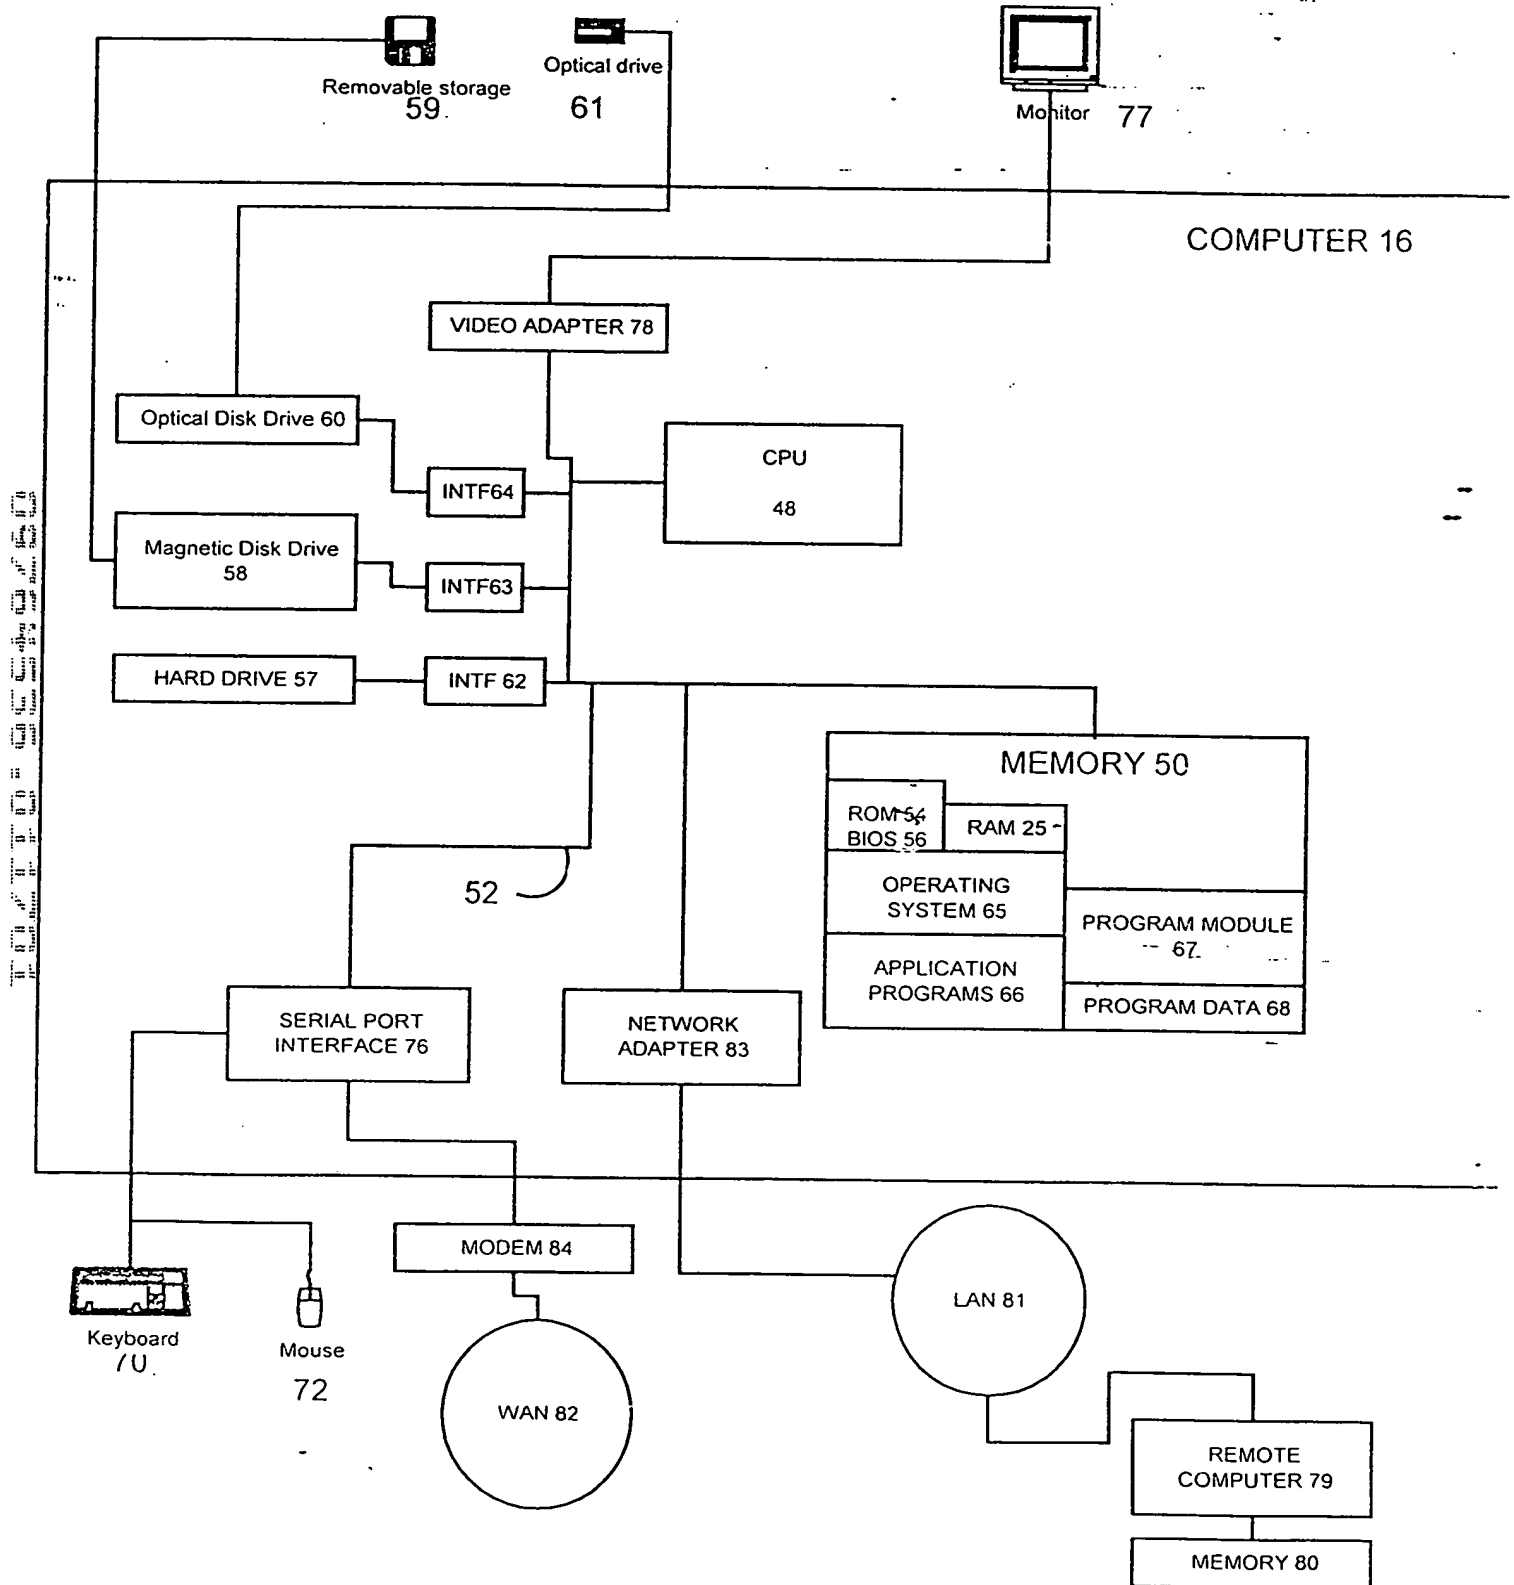 Removable storage
59
Optical drive
61
Monitor 77
COMPUTER 16
VIDEO ADAPTER 78
Optical Disk Drive 60
CPU
48
INTF64
Magnetic Disk Drive
58
INTF63
HARD DRIVE 57
INTF 62
MEMORY 50
ROM 54
BIOS 56
RAM 25
OPERATING
SYSTEM 65
PROGRAM MODULE
67
APPLICATION
PROGRAMS 66
PROGRAM DATA 68
52
SERIAL PORT
INTERFACE 76
NETWORK
ADAPTER 83
MODEM 84
LAN 81
Keyboard
70
Mouse
72
WAN 82
REMOTE
COMPUTER 79
MEMORY 80